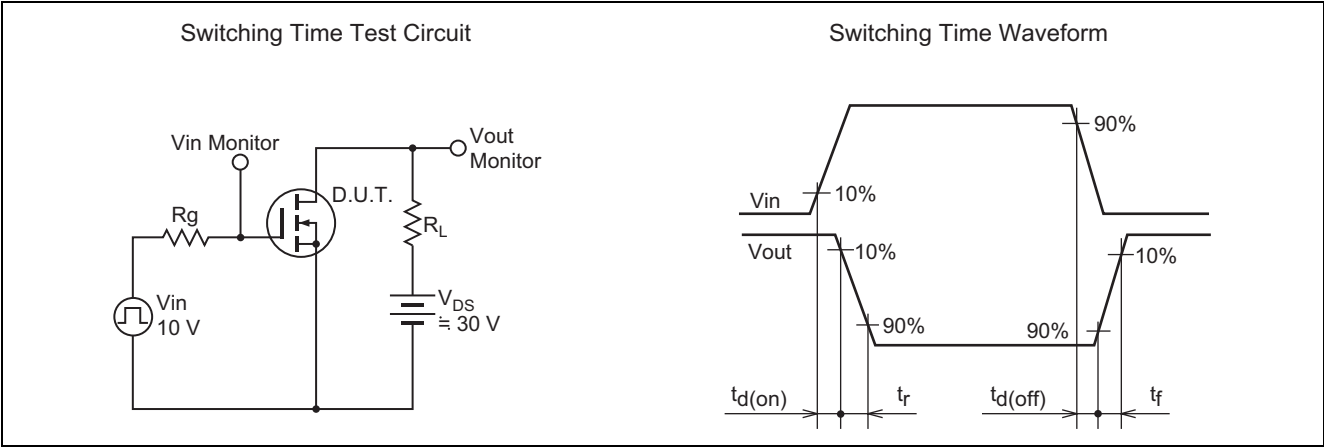 Switching Time Test Circuit
Vin Monitor
Vout
Monitor
D.U.T.
Rg
RL
Vin
10 V
VDS
≒ 30 V
Switching Time Waveform
90%
10%
Vin
Vout
10%
10%
90%
90%
td(on)
tr
td(off)
tf